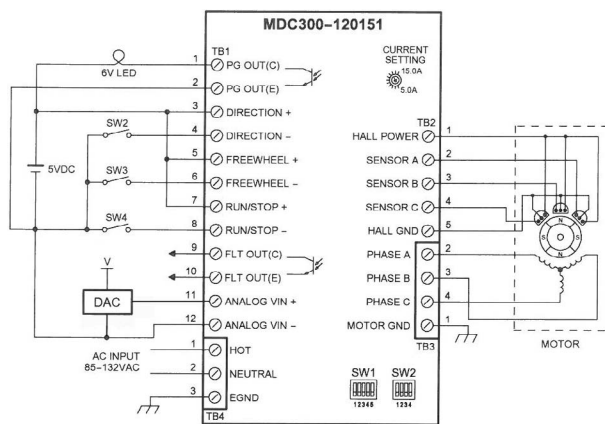 MDC300-120151
TB1
6V LED
1 PG OUT(C)
2 PG OUT(E)
3 DIRECTION +
SW2
4 DIRECTION -
5 FREEWHEEL +
5VDC
SW3
6 FREEWHEEL -
7 RUN/STOP +
SW4
8 RUN/STOP -
9 FLT OUT(C)
10 FLT OUT(E)
V
DAC
11 ANALOG VIN +
12 ANALOG VIN -
AC INPUT
85-132VAC
1 HOT
2 NEUTRAL
3 EGND
TB4
CURRENT
SETTING
15.0A
5.0A
TB2
HALL POWER 1
SENSOR A 2
SENSOR B 3
SENSOR C 4
HALL GND 5
PHASE A 2
PHASE B 3
PHASE C 4
MOTOR GND 1
TB3
N
S S
N
MOTOR
SW1 SW2
12345 1234